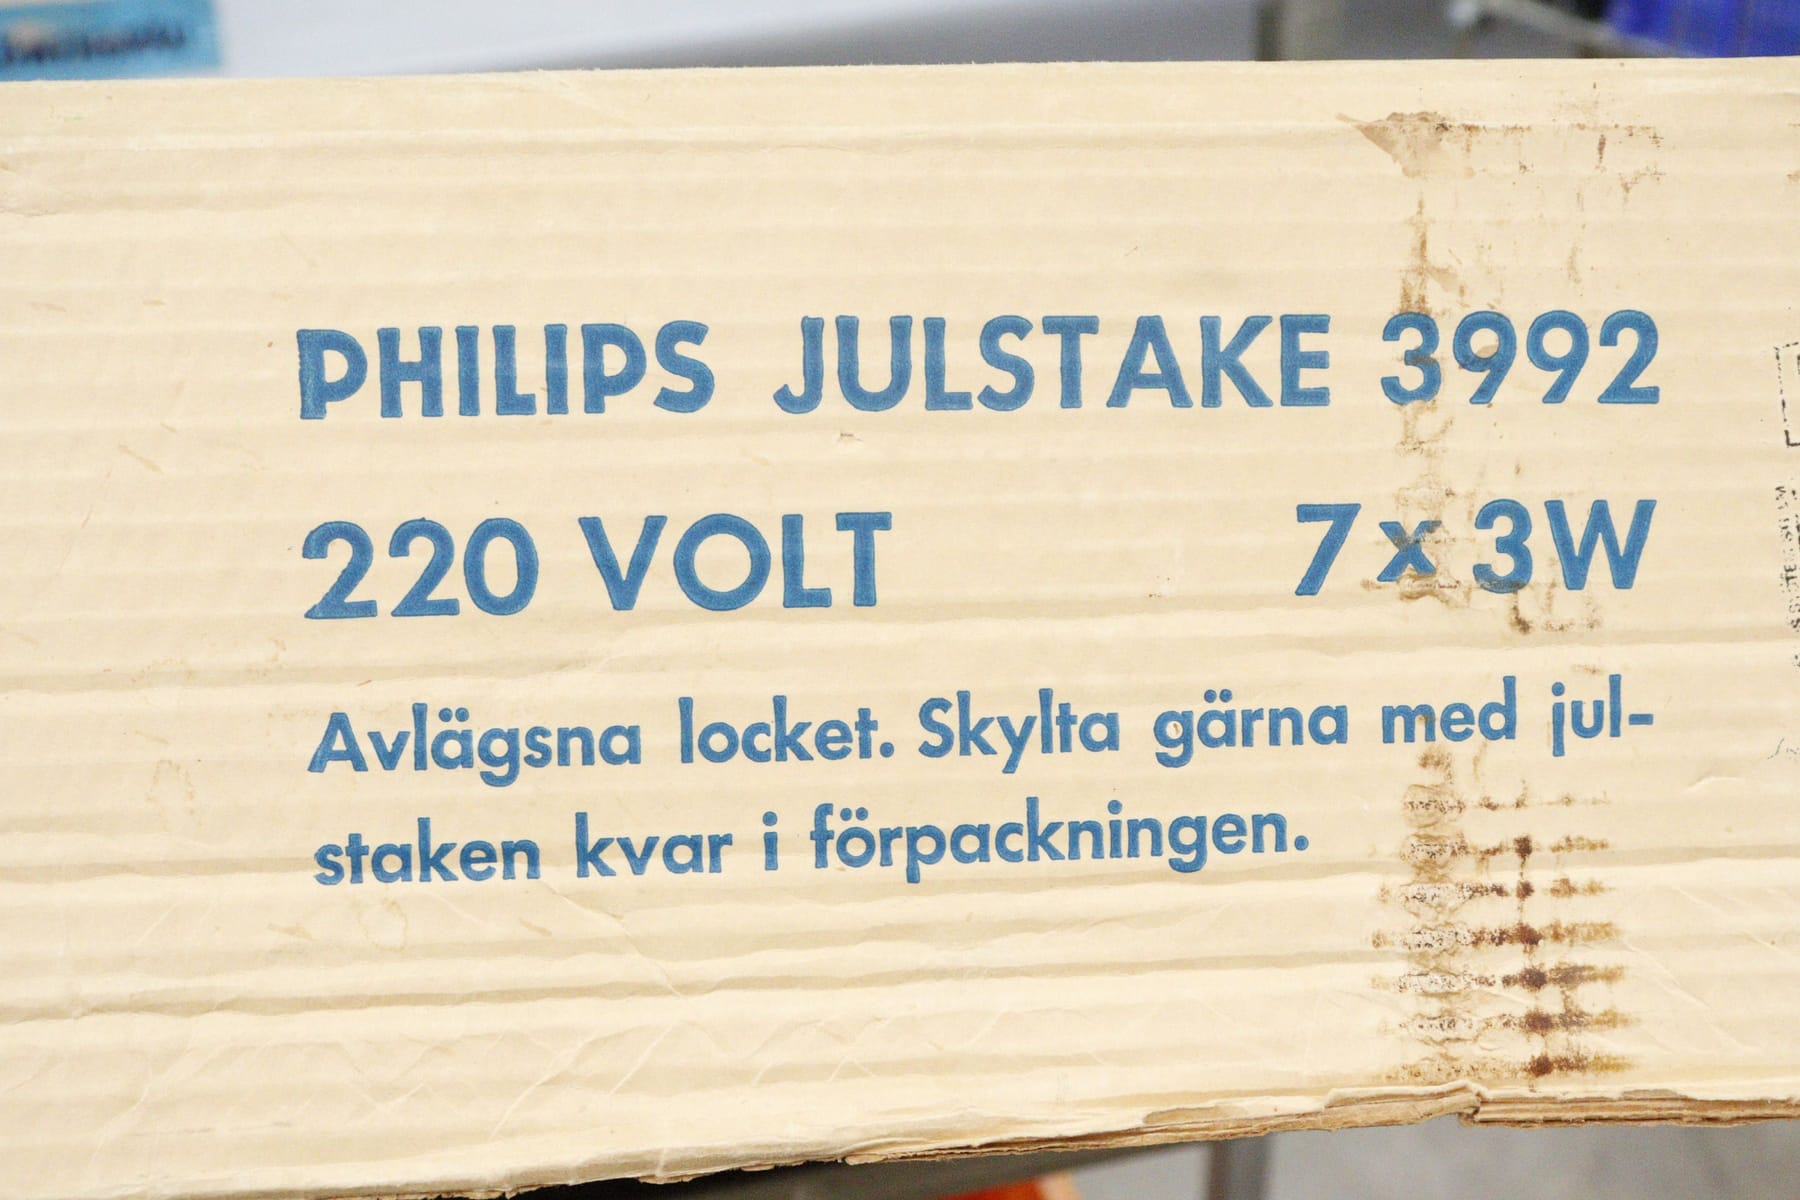 PHILIPS JULSTAKE 3992
220 VOLT 7 x 3W
Avlägsna locket. Skylta gärna med jul-
staken kvar i förpackningen.